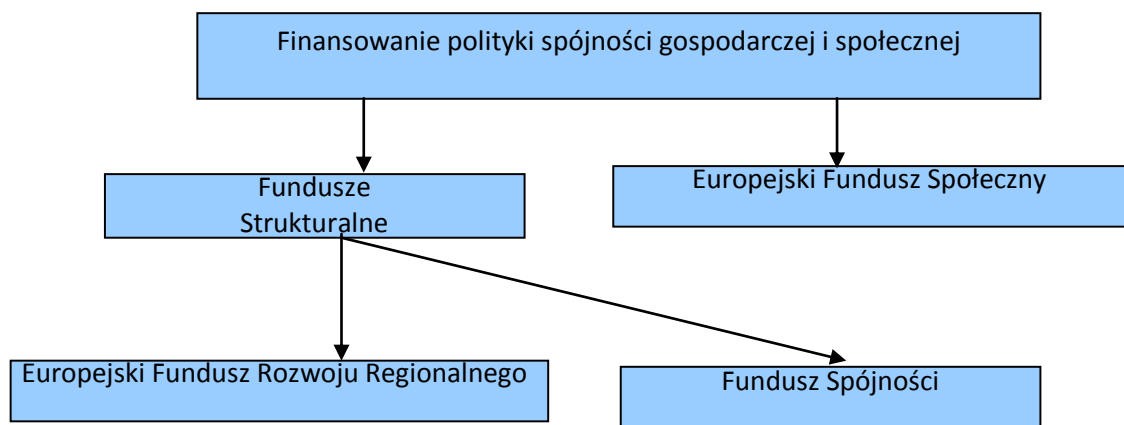 Finansowanie polityki spójności gospodarczej i społecznej
Fundusze
Strukturalne
Europejski Fundusz Społeczny
Europejski Fundusz Rozwoju Regionalnego
Fundusz Spójności